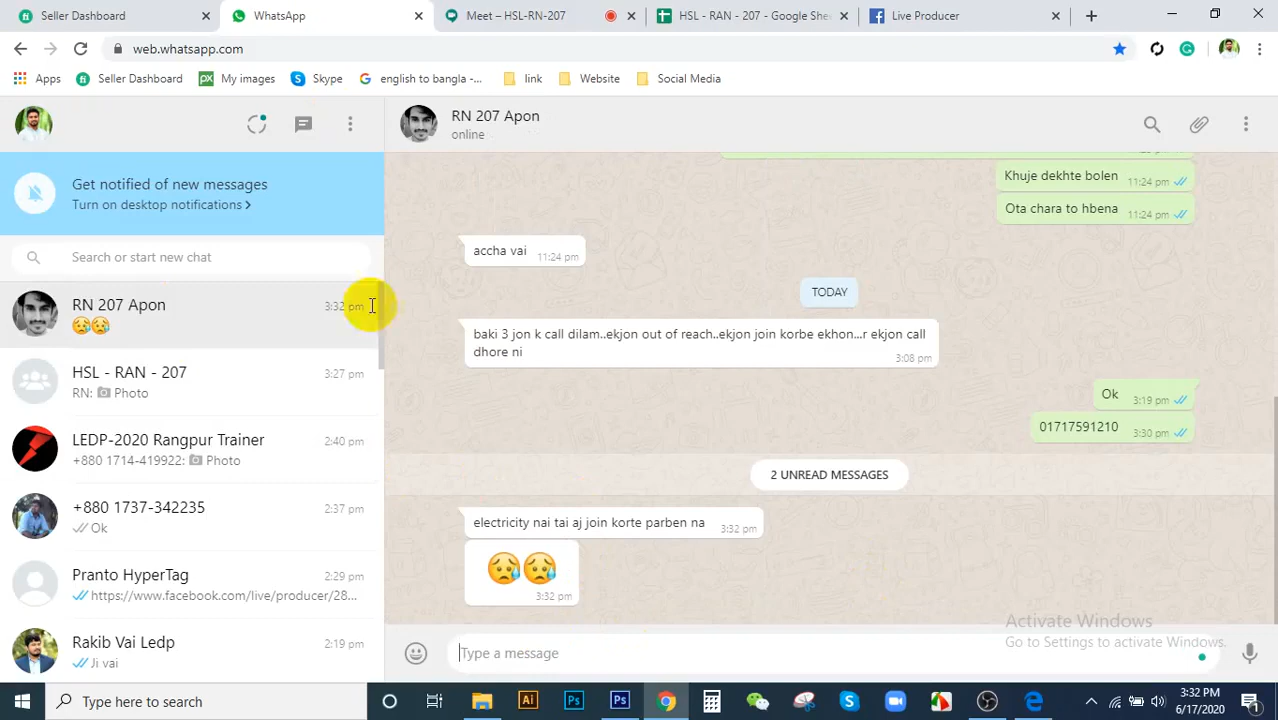 Seller Dashboard
WhatsApp
Meet – HSL-RN-207
HSL - RAN - 207 - Google She
Live Producer
web.whatsapp.com
Apps
Seller Dashboard
My images
Skype
english to bangla -...
link
Website
Social Media
RN 207 Apon
online
Get notified of new messages
Turn on desktop notifications >
Search or start new chat
RN 207 Apon
3:32 pm
😥😥
HSL - RAN - 207
3:27 pm
RN: Photo
LEDP-2020 Rangpur Trainer
2:40 pm
+880 1714-419922: Photo
+880 1737-342235
2:37 pm
Ok
Pranto HyperTag
2:29 pm
https://www.facebook.com/live/producer/28...
Rakib Vai Ledp
2:19 pm
Ji vai
Khuje dekhte bolen 11:24 pm
Ota chara to hbena 11:24 pm
accha vai 11:24 pm
TODAY
baki 3 jon k call dilam..ekjon out of reach..ekjon join korbe ekhon...r ekjon call
dhore ni 3:08 pm
Ok 3:19 pm
01717591210 3:30 pm
2 UNREAD MESSAGES
electricity nai tai aj join korte parben na 3:32 pm
😥😥
3:32 pm
Type a message
Activate Windows
Go to Settings to activate Windows.
Type here to search
3:32 PM
6/17/2020